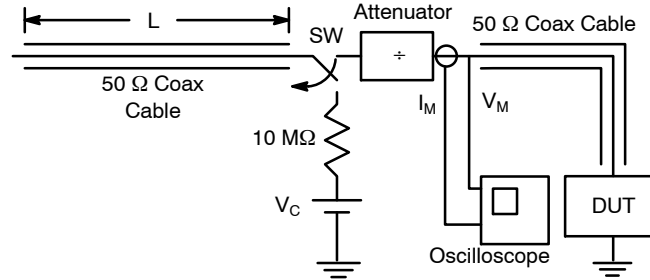 L
SW
Attenuator
50 Ω Coax Cable
÷
50 Ω Coax
Cable
I_M
V_M
10 MΩ
V_C
DUT
Oscilloscope